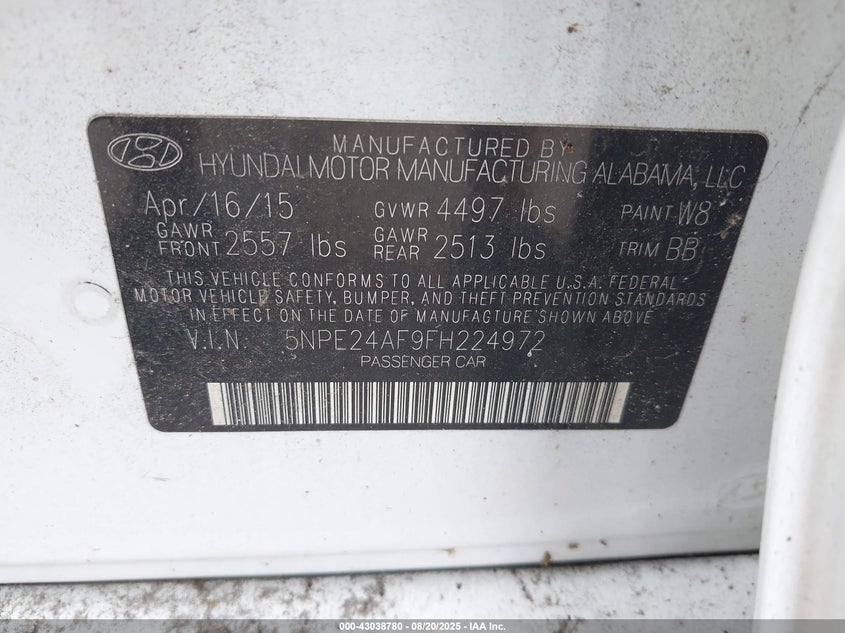 MANUFACTURED BY
HYUNDAI MOTOR MANUFACTURING ALABAMA, LLC
Apr/16/15 GVWR 4497 lbs PAINT W8
GAWR FRONT 2557 lbs GAWR REAR 2513 lbs TRIM BB
THIS VEHICLE CONFORMS TO ALL APPLICABLE U.S.A. FEDERAL
MOTOR VEHICLE SAFETY, BUMPER, AND THEFT PREVENTION STANDARDS
IN EFFECT ON THE DATE OF MANUFACTURE SHOWN ABOVE.
V.I.N. 5NPE24AF9FH224972
PASSENGER CAR
000-43038780 - 08/20/2025 - IAA Inc.